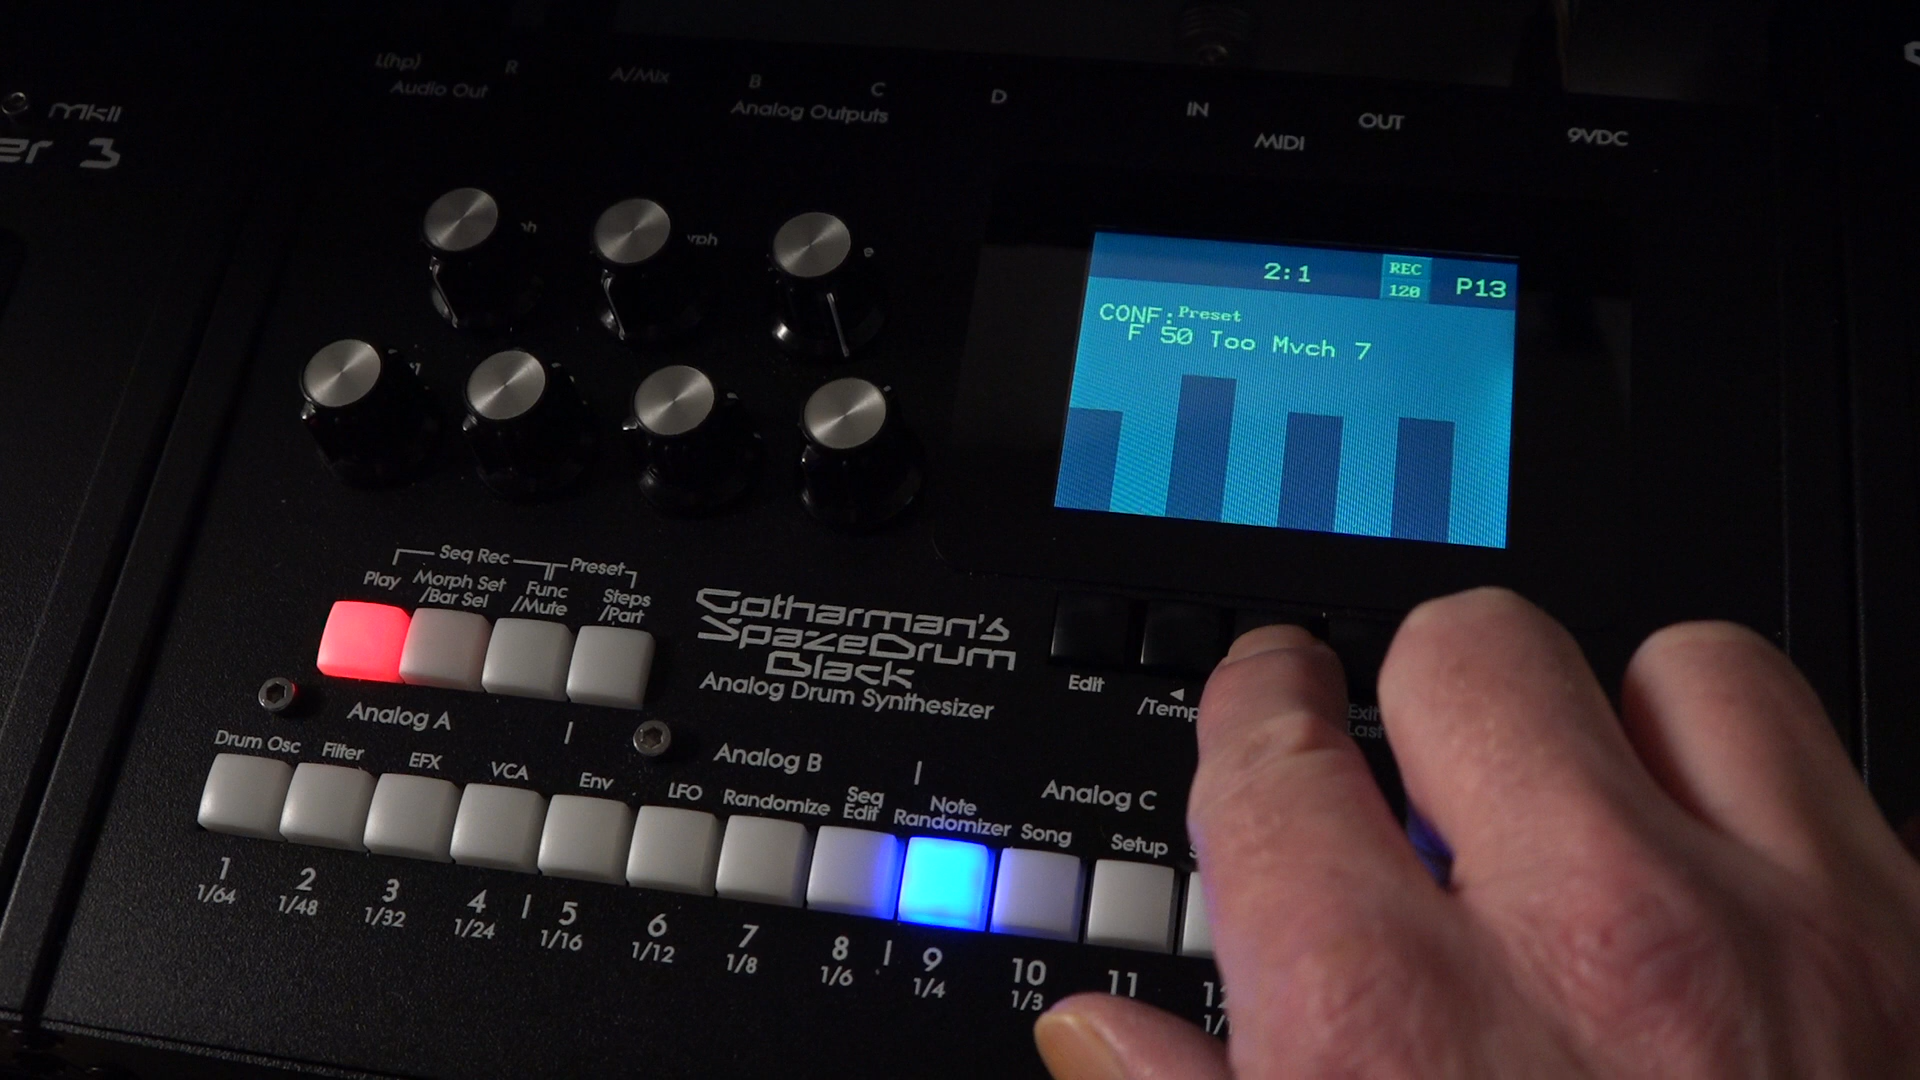 L(hp) R A/Mix B C D IN OUT 9VDC
Audio Out Analog Outputs MIDI
mkII
er 3
2:1 REC 120 P13
CONF:Preset
F 50 Too Mvch 7
Seq Rec Preset
Play Morph Set /Bar Sel Func /Mute Steps /Part
Gotharman's
SpazeDrum
Black
Analog Drum Synthesizer
Edit
◄
/Temp
Exit
Last
Analog A | Analog B | Analog C
Drum Osc Filter EFX VCA Env LFO Randomize Seq Edit Note Randomizer Song Setup
1 2 3 4 | 5 6 7 8 | 9 10 11 12
1/64 1/48 1/32 1/24 1/16 1/12 1/8 1/6 1/4 1/3